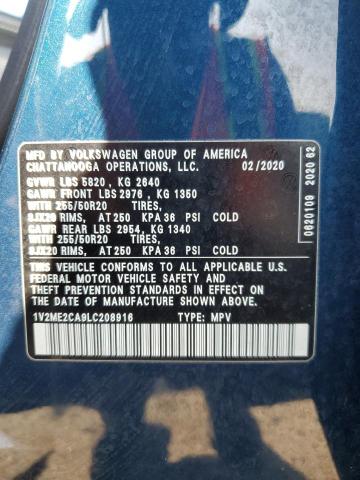 MFD BY VOLKSWAGEN GROUP OF AMERICA
CHATTANOOGA OPERATIONS, LLC. 02/2020
GVWR LBS 5820, KG 2640
GAWR FRONT LBS 2976, KG 1350
WITH 255/50R20 TIRES,
8JX20 RIMS, AT 250 KPA 36 PSI COLD
GAWR REAR LBS 2954, KG 1340
WITH 255/50R20 TIRES,
8JX20 RIMS, AT 250 KPA 36 PSI COLD
THIS VEHICLE CONFORMS TO ALL APPLICABLE U.S.
FEDERAL MOTOR VEHICLE SAFETY AND
THEFT PREVENTION STANDARDS IN EFFECT ON
THE DATE OF MANUFACTURE SHOWN ABOVE.
1V2ME2CA9LC208916 TYPE: MPV
0620109 2020 62